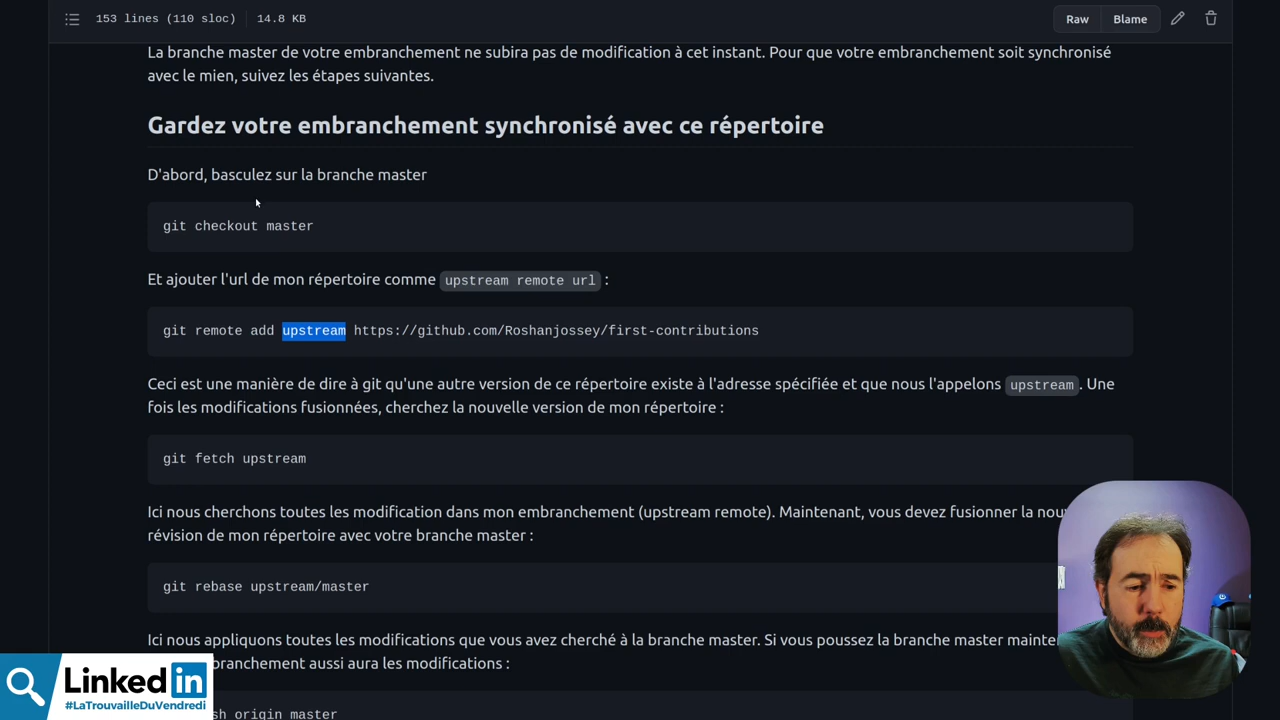 153 lines (110 sloc) 14.8 KB Raw Blame
La branche master de votre embranchement ne subira pas de modification à cet instant. Pour que votre embranchement soit synchronisé
avec le mien, suivez les étapes suivantes.
Gardez votre embranchement synchronisé avec ce répertoire
D'abord, basculez sur la branche master
git checkout master
Et ajouter l'url de mon répertoire comme upstream remote url :
git remote add upstream https://github.com/Roshanjossey/first-contributions
Ceci est une manière de dire à git qu'une autre version de ce répertoire existe à l'adresse spécifiée et que nous l'appelons upstream. Une
fois les modifications fusionnées, cherchez la nouvelle version de mon répertoire :
git fetch upstream
Ici nous cherchons toutes les modification dans mon embranchement (upstream remote). Maintenant, vous devez fusionner la
révision de mon répertoire avec votre branche master :
git rebase upstream/master
Ici nous appliquons toutes les modifications que vous avez cherché à la branche master. Si vous poussez la branche master
aussi aura les modifications :
origin master
LinkedIn
#LaTrouvailleDuVendredi